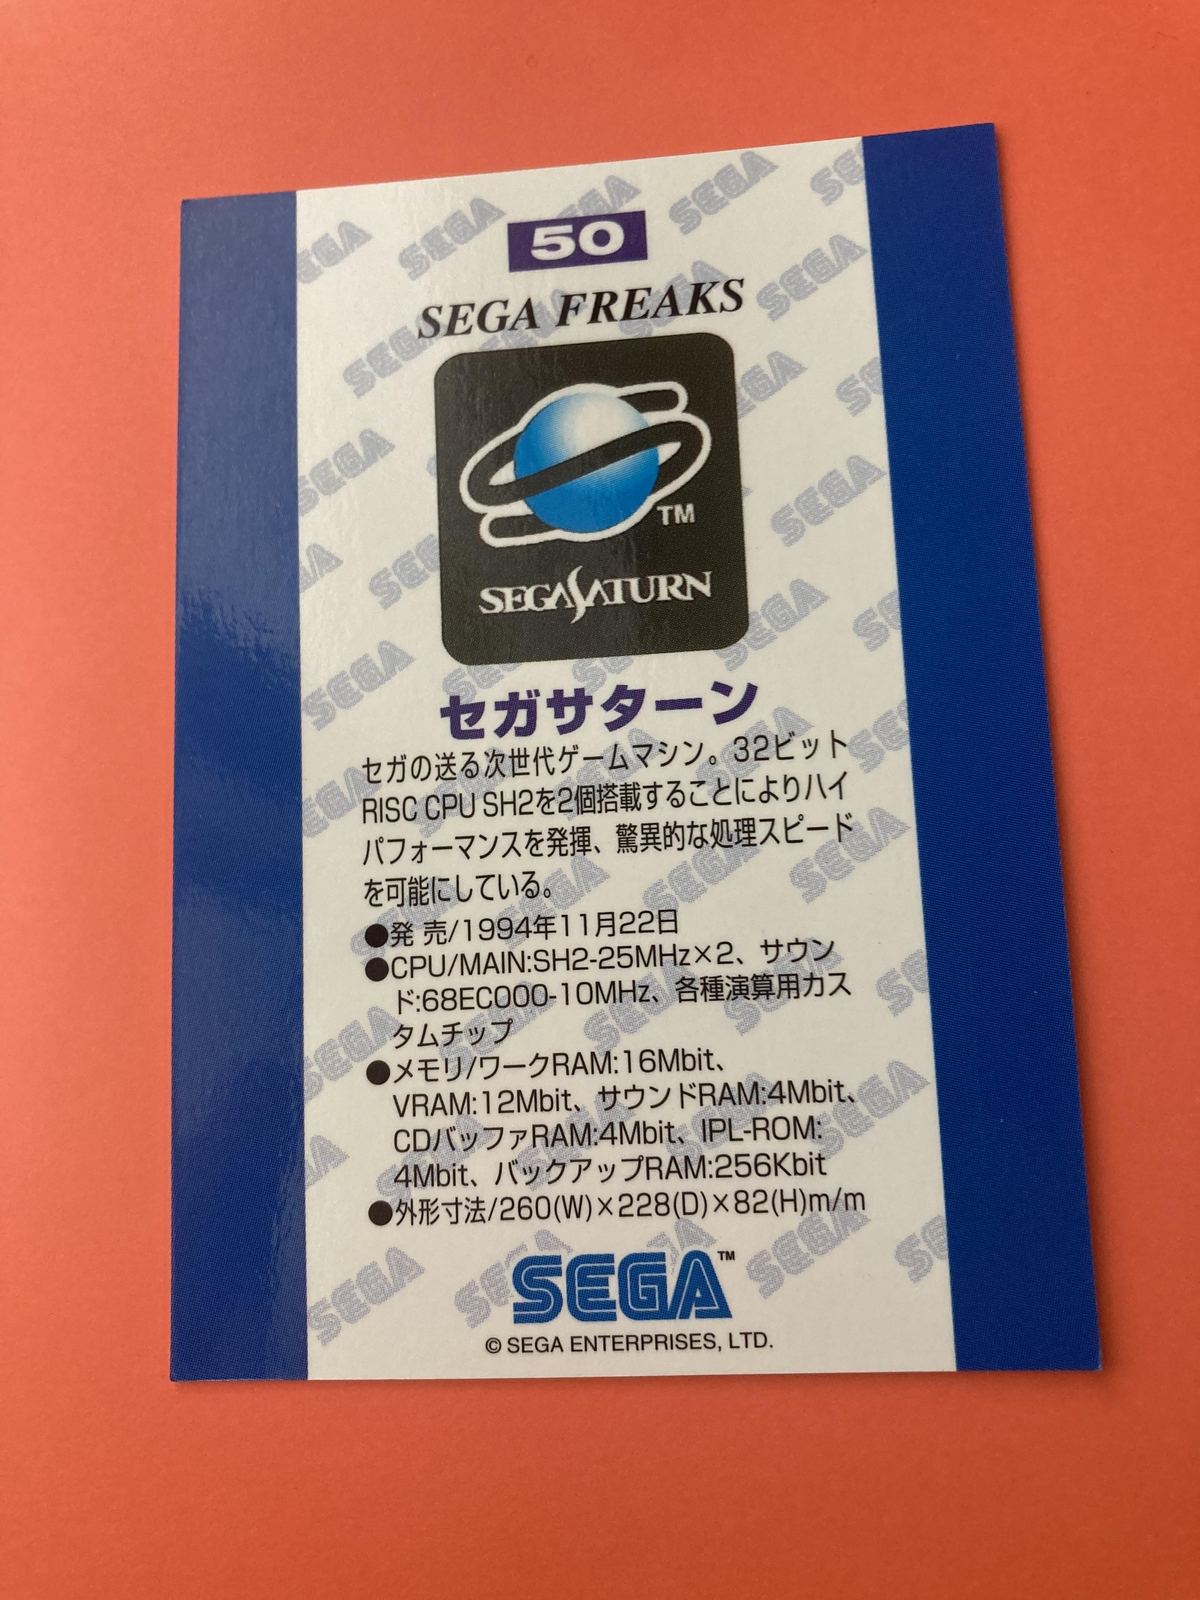 50
SEGA FREAKS
TM
SEGA SATURN
セガサターン
セガの送る次世代ゲームマシン。32ビット
RISC CPU SH2を2個搭載することによりハイ
パフォーマンスを発揮、驚異的な処理スピード
を可能にしている。
●発 売/1994年11月22日
●CPU/MAIN:SH2-25MHz×2、サウン
ド:68EC000-10MHz、各種演算用カス
タムチップ
●メモリ/ワークRAM:16Mbit、
VRAM:12Mbit、サウンドRAM:4Mbit、
CDバッファRAM:4Mbit、IPL-ROM:
4Mbit、バックアップRAM:256Kbit
●外形寸法/260(W)×228(D)×82(H)m/m
SEGA™
© SEGA ENTERPRISES, LTD.